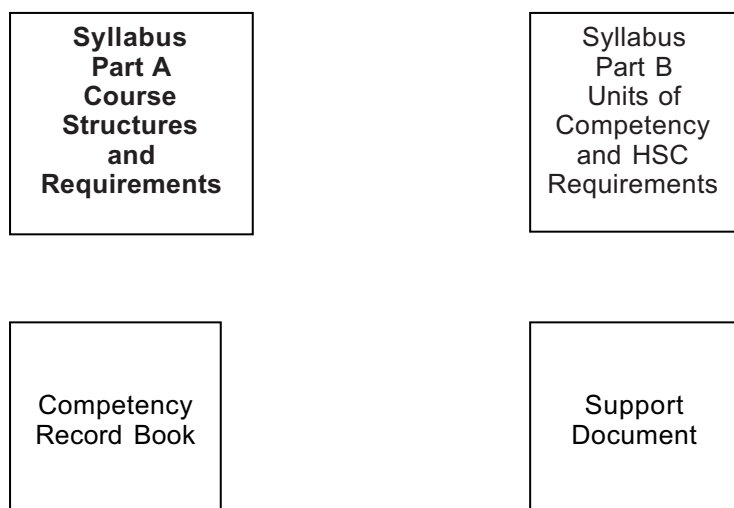 Syllabus
Part A
Course
Structures
and
Requirements
Syllabus
Part B
Units of
Competency
and HSC
Requirements
Competency
Record Book
Support
Document